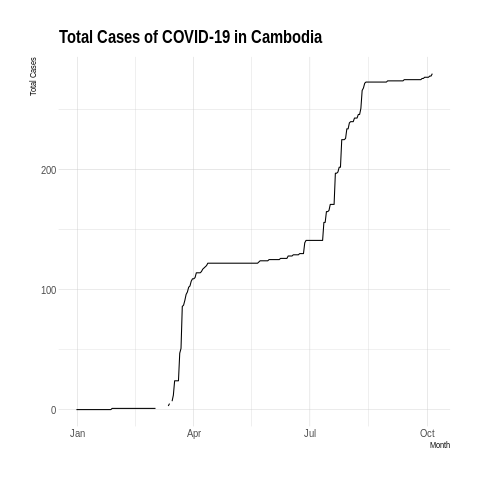 Total Cases of COVID-19 in Cambodia
Total Cases
200
100
0
Jan Apr Jul Oct
Month